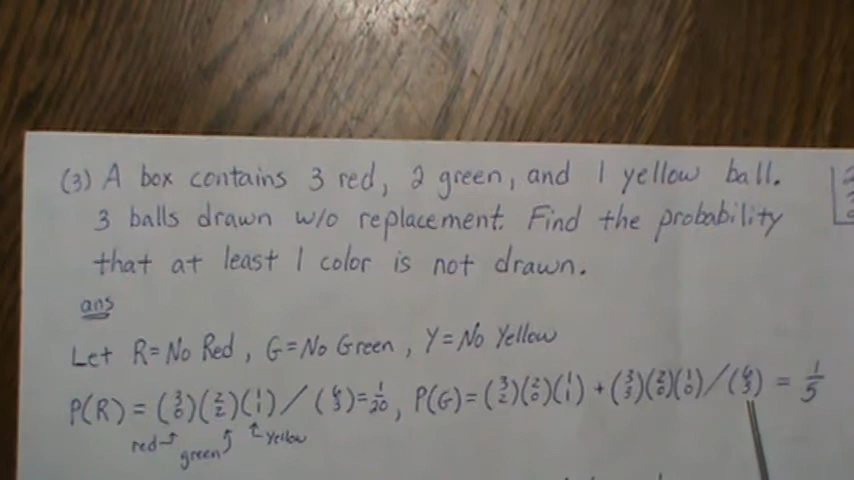 (3) A box contains 3 red, 2 green, and 1 yellow ball.
3 balls drawn w/o replacement. Find the probability
that at least 1 color is not drawn.
ans
Let R=No Red, G=No Green, Y=No Yellow
P(R) = (3 0)(2 2)(1 1)/(6 3)=1/20, P(G)=(3 2)(2 0)(1 1)+(3 3)(2 0)(1 0)/(6 3) = 1/5
red green yellow